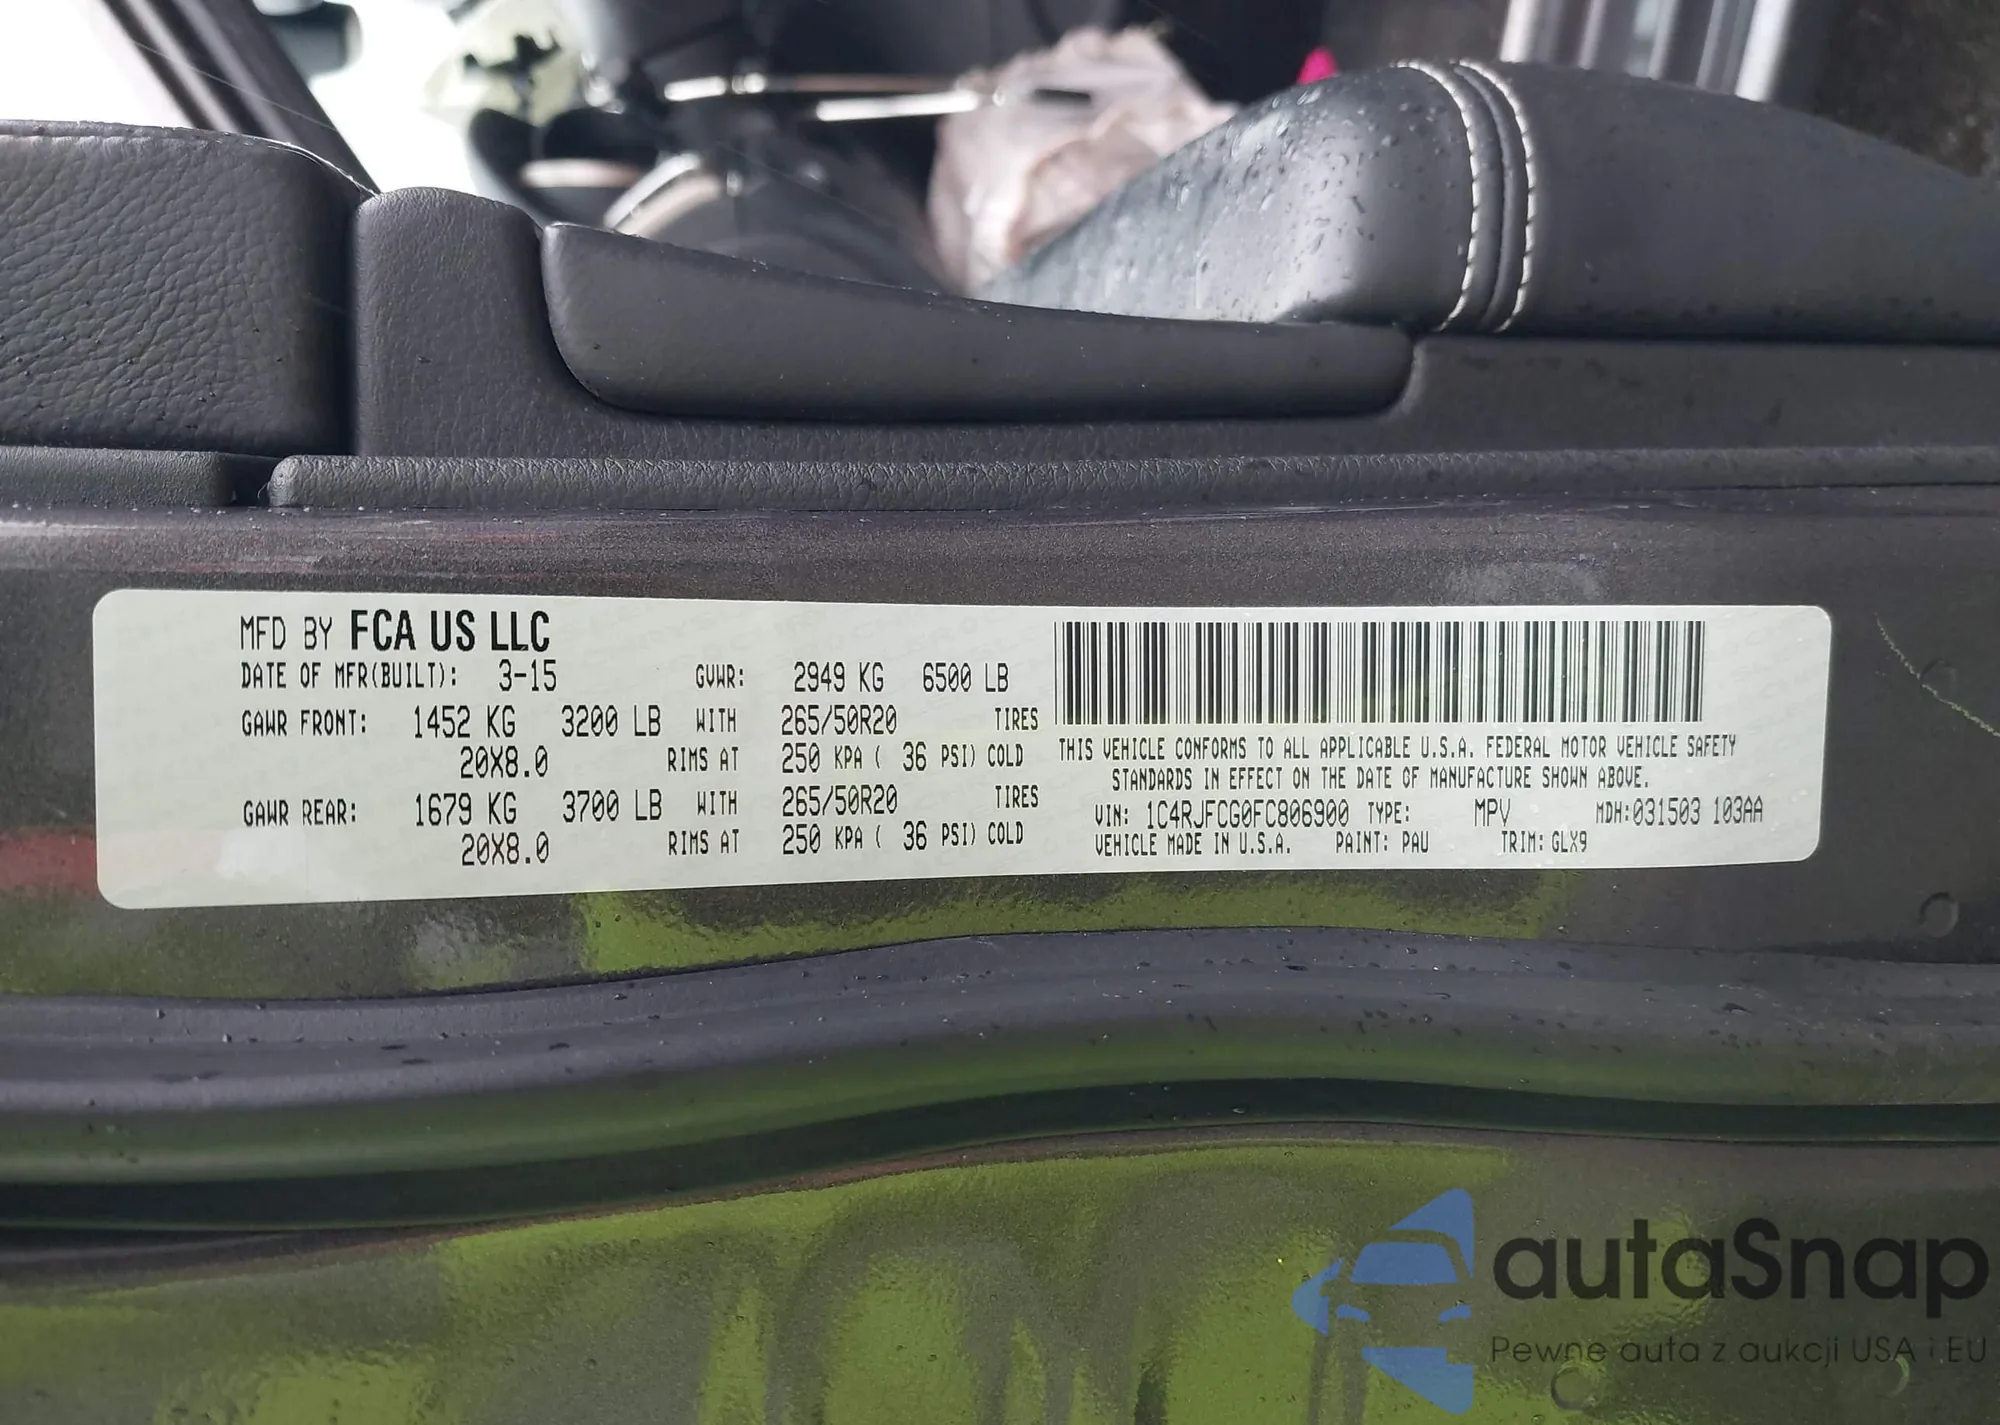 MFD BY FCA US LLC
DATE OF MFR(BUILT): 3-15 GVWR: 2949 KG 6500 LB
GAWR FRONT: 1452 KG 3200 LB WITH 265/50R20 TIRES
20X8.0 RIMS AT 250 KPA ( 36 PSI) COLD
GAWR REAR: 1679 KG 3700 LB WITH 265/50R20 TIRES
20X8.0 RIMS AT 250 KPA ( 36 PSI) COLD
THIS VEHICLE CONFORMS TO ALL APPLICABLE U.S.A. FEDERAL MOTOR VEHICLE SAFETY
STANDARDS IN EFFECT ON THE DATE OF MANUFACTURE SHOWN ABOVE.
VIN: 1C4RJFCG0FC806900 TYPE: MPV MDH:031503 103AA
VEHICLE MADE IN U.S.A. PAINT: PAU TRIM: GLX9
autaSnap
Pewne auta z aukcji USA i EU